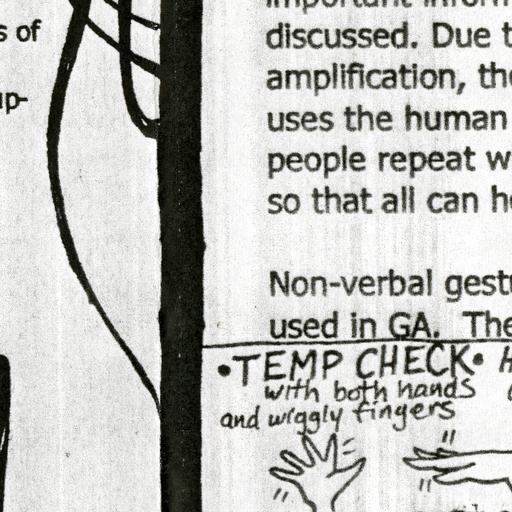 s of
up-
important inform
discussed. Due t
amplification, the
uses the human
people repeat w
so that all can he
Non-verbal gestu
used in GA. The
•TEMP CHECK•
with both hands
and wiggly fingers